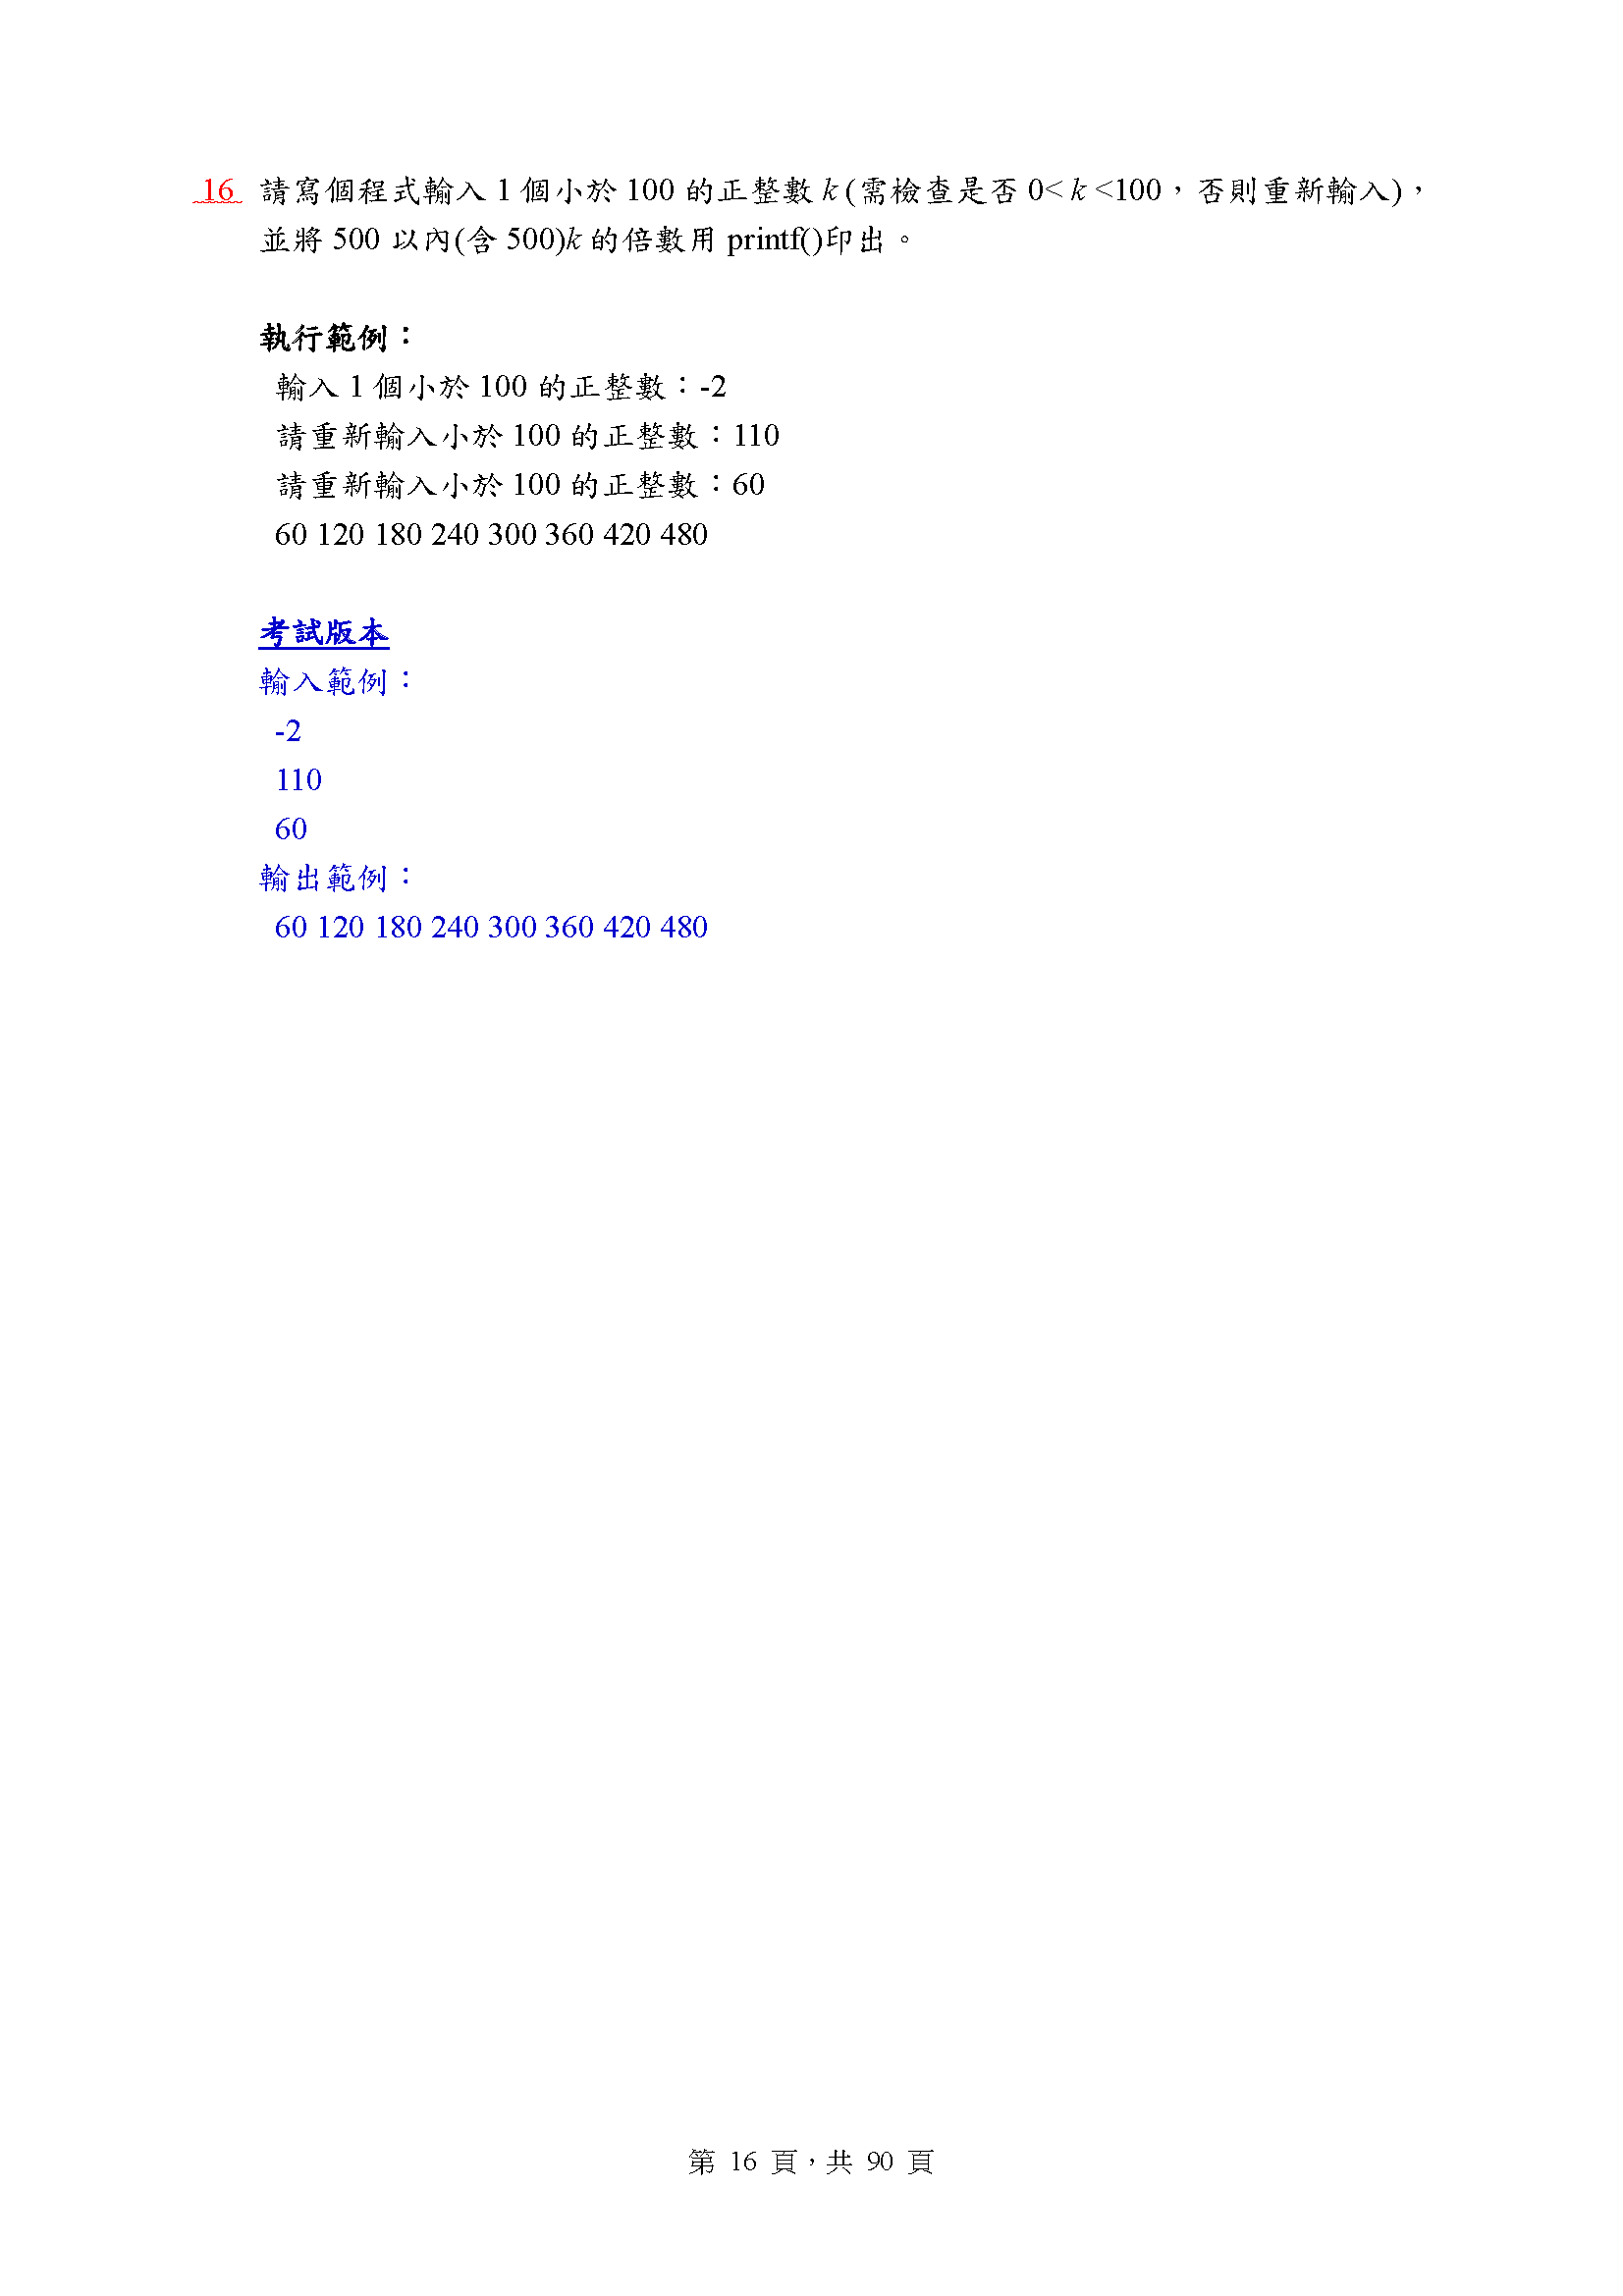 16 請寫個程式輸入 1 個小於 100 的正整數 k (需檢查是否 0< k <100，否則重新輸入)，
並將 500 以內(含 500)k 的倍數用 printf()印出。
執行範例：
輸入 1 個小於 100 的正整數：-2
請重新輸入小於 100 的正整數：110
請重新輸入小於 100 的正整數：60
60 120 180 240 300 360 420 480
考試版本
輸入範例：
-2
110
60
輸出範例：
60 120 180 240 300 360 420 480
第 16 頁，共 90 頁